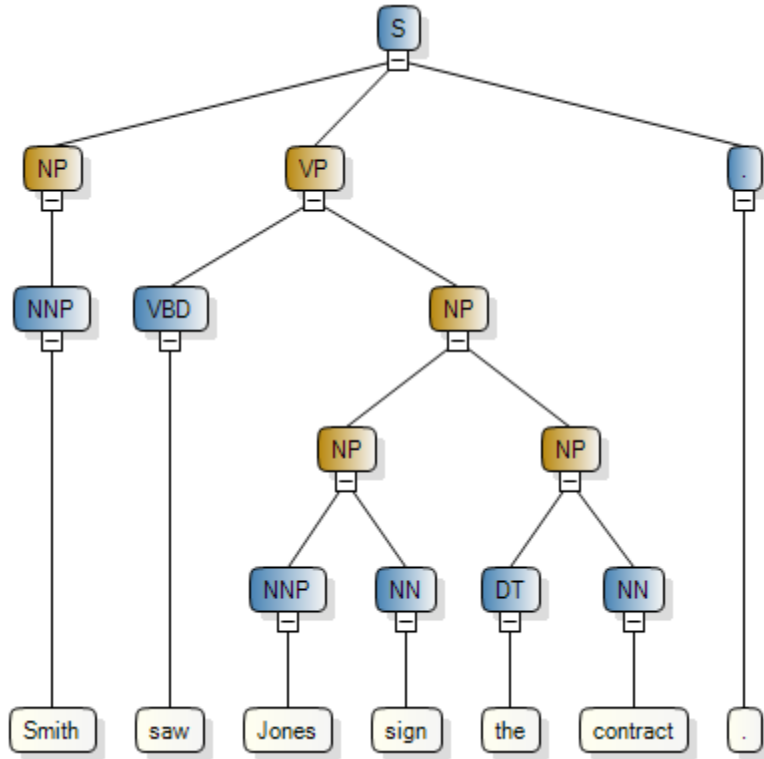 S
NP VP .
NNP VBD NP
NP NP
NNP NN DT NN
Smith saw Jones sign the contract .